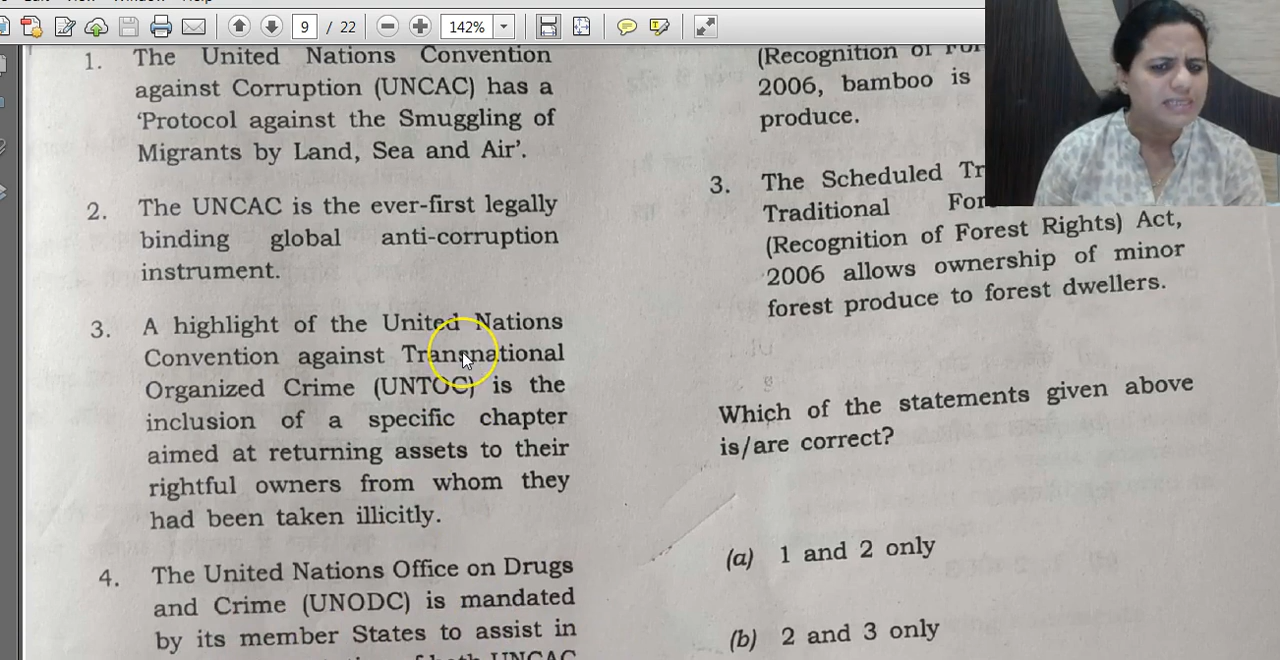 9 / 22
142%
1. The United Nations Convention
against Corruption (UNCAC) has a
‘Protocol against the Smuggling of
Migrants by Land, Sea and Air’.
2. The UNCAC is the ever-first legally
binding global anti-corruption
instrument.
3. A highlight of the United Nations
Convention against Transnational
Organized Crime (UNTOC) is the
inclusion of a specific chapter
aimed at returning assets to their
rightful owners from whom they
had been taken illicitly.
4. The United Nations Office on Drugs
and Crime (UNODC) is mandated
by its member States to assist in
of both UNCAC
(Recognition of
2006, bamboo is
produce.
3. The Scheduled
Traditional
(Recognition of Forest Rights) Act,
2006 allows ownership of minor
forest produce to forest dwellers.
Which of the statements given above
is/are correct?
(a) 1 and 2 only
(b) 2 and 3 only